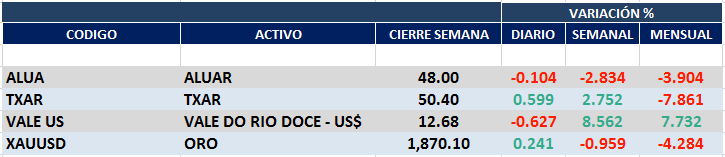 VARIACIÓN %
CODIGO ACTIVO CIERRE SEMANA DIARIO SEMANAL MENSUAL
ALUA ALUAR 48.00 -0.104 -2.834 -3.904
TXAR TXAR 50.40 0.599 2.752 -7.861
VALE US VALE DO RIO DOCE - US$ 12.68 -0.627 8.562 7.732
XAUUSD ORO 1,870.10 0.241 -0.959 -4.284